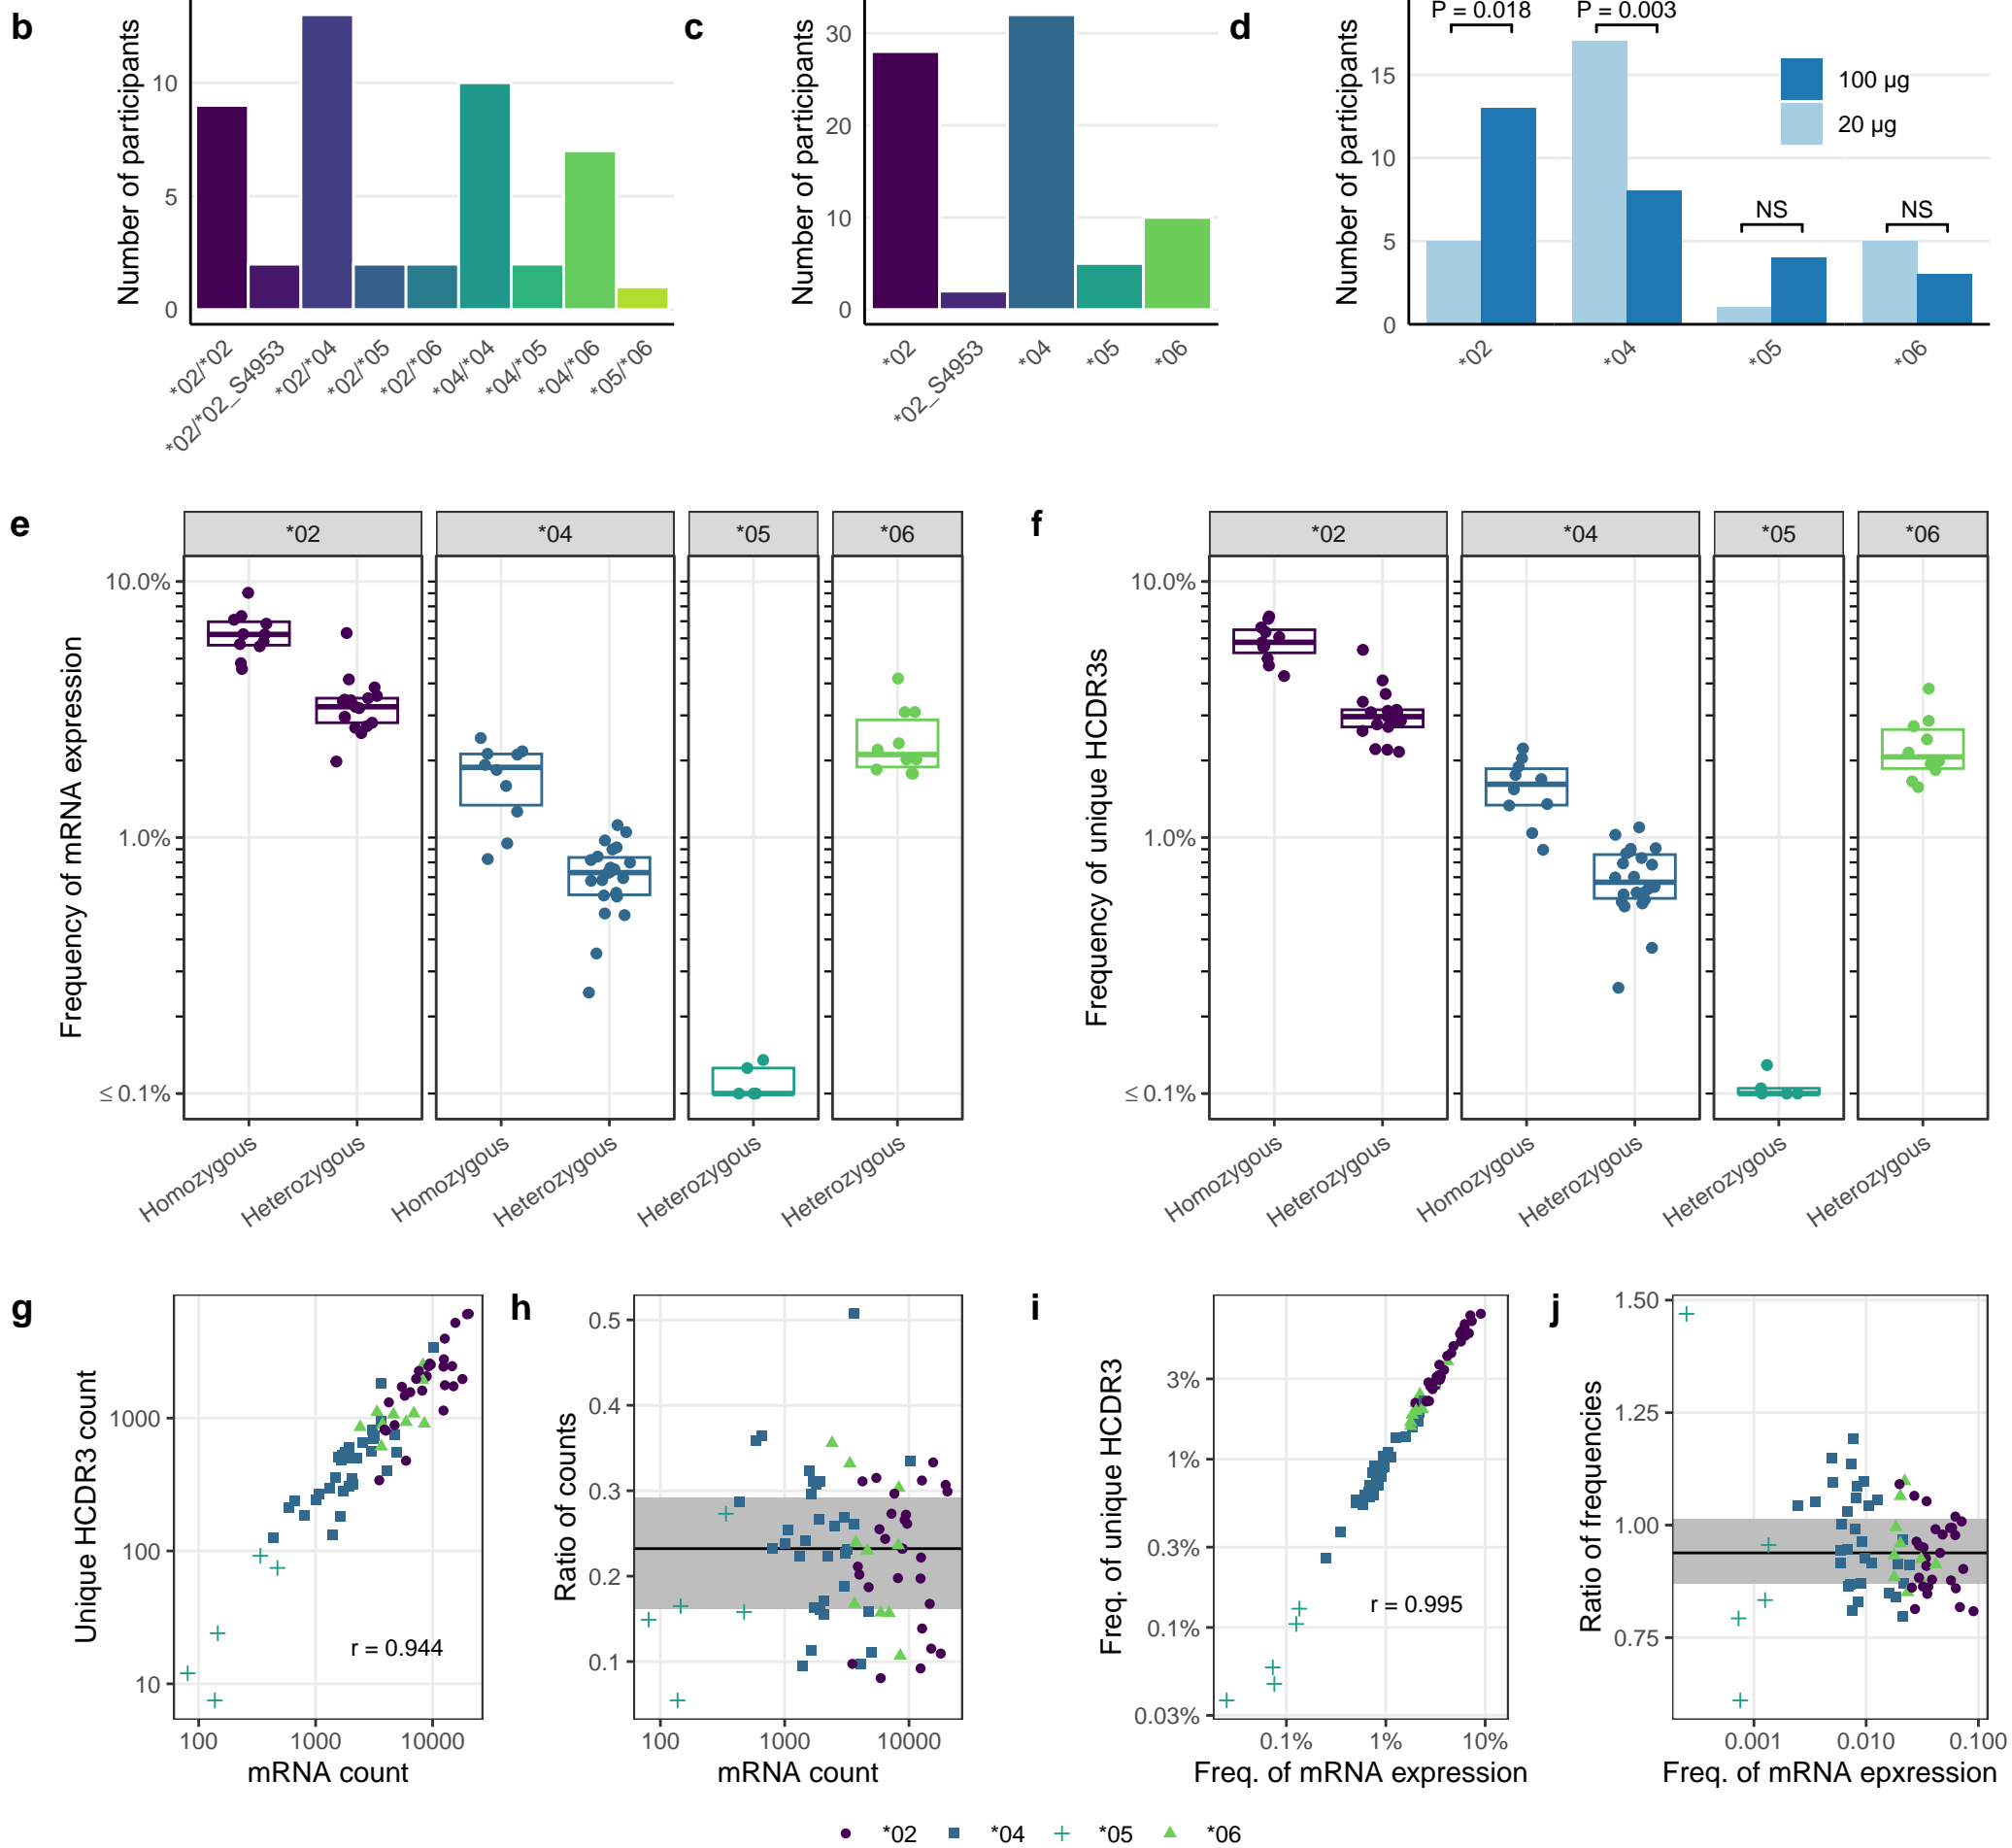 b
c
d
Number of participants
10
5
0
*02/*02
*02/*02_S4953
*02/*04
*02/*05
*02/*06
*04/*04
*04/*05
*04/*06
*05/*06
Number of participants
30
20
10
0
*02
*02_S4953
*04
*05
*06
Number of participants
15
10
5
0
P = 0.018
P = 0.003
NS
NS
100 µg
20 µg
*02
*04
*05
*06
e
Frequency of mRNA expression
*02
*04
*05
*06
10.0%
1.0%
≤ 0.1%
Homozygous
Heterozygous
Homozygous
Heterozygous
Heterozygous
Heterozygous
f
Frequency of unique HCDR3s
*02
*04
*05
*06
10.0%
1.0%
≤ 0.1%
Homozygous
Heterozygous
Homozygous
Heterozygous
Heterozygous
Heterozygous
g
Unique HCDR3 count
1000
100
10
r = 0.944
100
1000
10000
mRNA count
h
Ratio of counts
0.5
0.4
0.3
0.2
0.1
100
1000
10000
mRNA count
i
Freq. of unique HCDR3
3%
1%
0.3%
0.1%
0.03%
r = 0.995
0.1%
1%
10%
Freq. of mRNA expression
j
Ratio of frequencies
1.50
1.25
1.00
0.75
0.001
0.010
0.100
Freq. of mRNA epxression
*02
*04
*05
*06